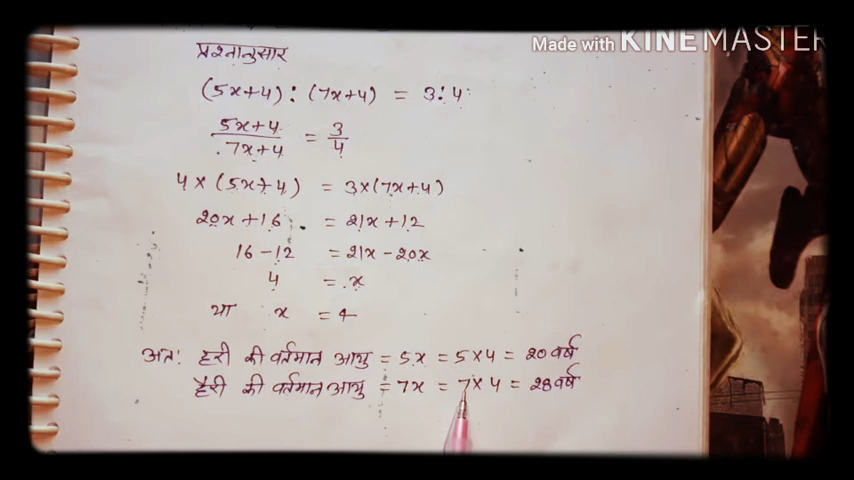 Made with KINEMASTER
प्रश्नानुसार
(5x+4) : (7x+4) = 3:4
5x+4 / 7x+4 = 3/4
4×(5x+4) = 3×(7x+4)
20x+16 = 21x+12
16-12 = 21x-20x
4 = x
या x = 4
अतः हरी की वर्तमान आयु = 5x = 5×4 = 20 वर्ष
हैरी की वर्तमान आयु = 7x = 7×4 = 28 वर्ष